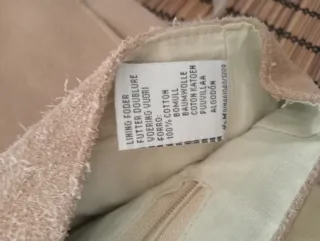 LINING FODER
FUTTER DOUBLURE
VOERING VUORI
FORRO:
100% COTTON
BOMULL
BAUMWOLLE
COTON KATOEN
PUUVILLAA
ALGODÓN